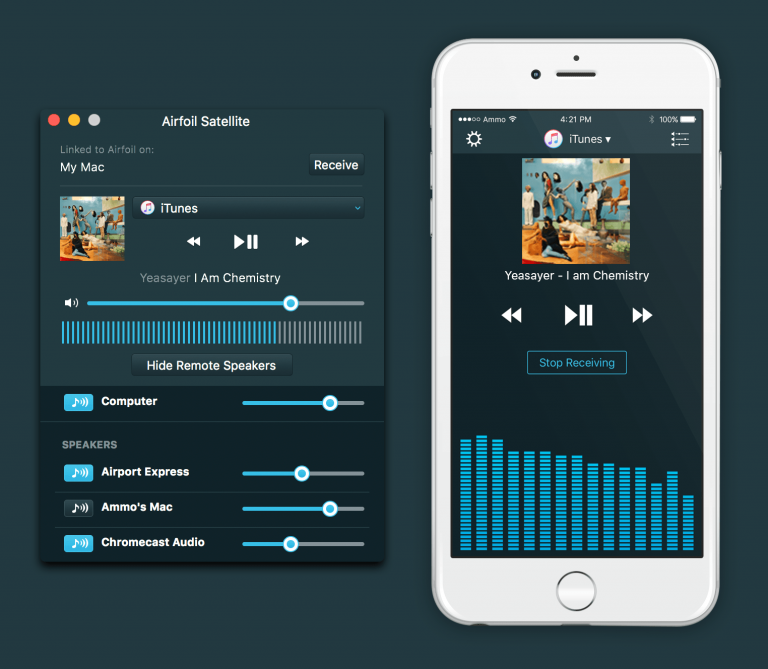 Airfoil Satellite
Linked to Airfoil on:
My Mac
Receive
iTunes
Yeasayer I Am Chemistry
Hide Remote Speakers
Computer
SPEAKERS
Airport Express
Ammo's Mac
Chromecast Audio
Ammo 4:21 PM 100%
iTunes ▾
Yeasayer - I am Chemistry
Stop Receiving